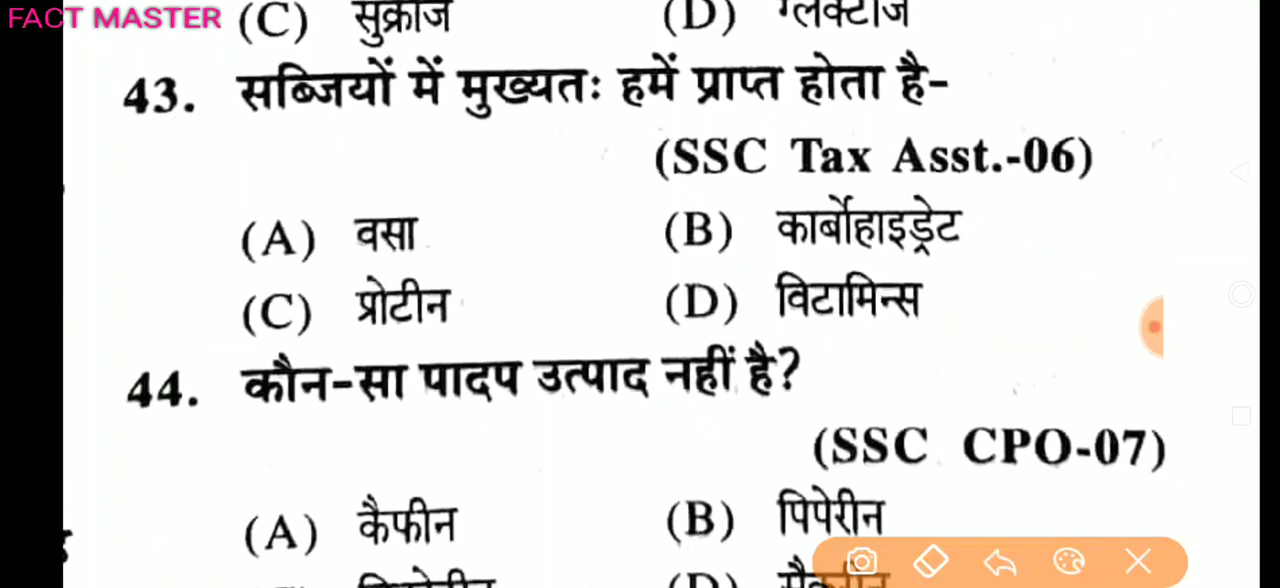 FACT MASTER
(C) सुक्रोज (D) ग्लैक्टोज
43. सब्जियों में मुख्यतः हमें प्राप्त होता है-
(SSC Tax Asst.-06)
(A) वसा (B) कार्बोहाइड्रेट
(C) प्रोटीन (D) विटामिन्स
44. कौन-सा पादप उत्पाद नहीं है?
(SSC CPO-07)
(A) कैफीन (B) पिपेरीन
(D)